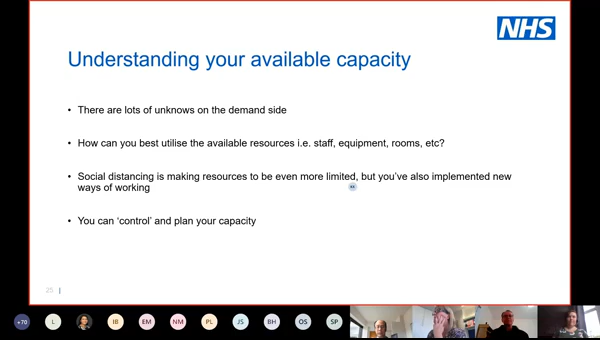 NHS
Understanding your available capacity
• There are lots of unknows on the demand side
• How can you best utilise the available resources i.e. staff, equipment, rooms, etc?
• Social distancing is making resources to be even more limited, but you've also implemented new
ways of working
• You can 'control' and plan your capacity
25 |
+70 L IB EM NM PL JS BH OS SP